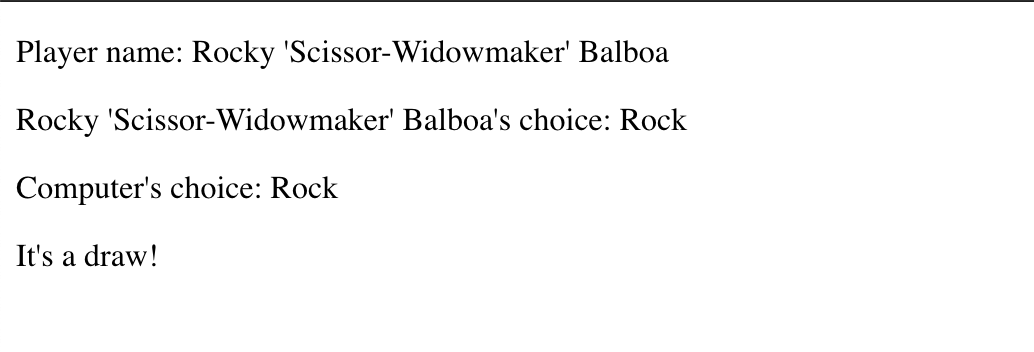 Player name: Rocky 'Scissor-Widowmaker' Balboa
Rocky 'Scissor-Widowmaker' Balboa's choice: Rock
Computer's choice: Rock
It's a draw!